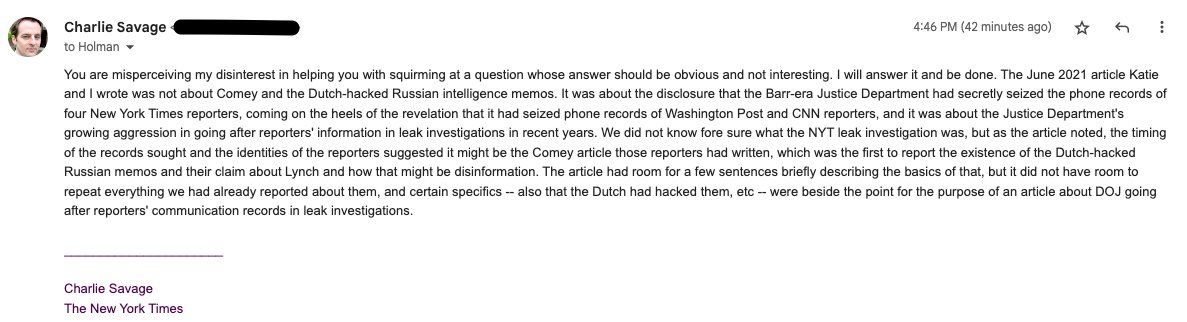 Charlie Savage
4:46 PM (42 minutes ago)
to Holman
You are misperceiving my disinterest in helping you with squirming at a question whose answer should be obvious and not interesting. I will answer it and be done. The June 2021 article Katie
and I wrote was not about Comey and the Dutch-hacked Russian intelligence memos. It was about the disclosure that the Barr-era Justice Department had secretly seized the phone records of
four New York Times reporters, coming on the heels of the revelation that it had seized phone records of Washington Post and CNN reporters, and it was about the Justice Department's
growing aggression in going after reporters' information in leak investigations in recent years. We did not know fore sure what the NYT leak investigation was, but as the article noted, the timing
of the records sought and the identities of the reporters suggested it might be the Comey article those reporters had written, which was the first to report the existence of the Dutch-hacked
Russian memos and their claim about Lynch and how that might be disinformation. The article had room for a few sentences briefly describing the basics of that, but it did not have room to
repeat everything we had already reported about them, and certain specifics -- also that the Dutch had hacked them, etc -- were beside the point for the purpose of an article about DOJ going
after reporters' communication records in leak investigations.
Charlie Savage
The New York Times